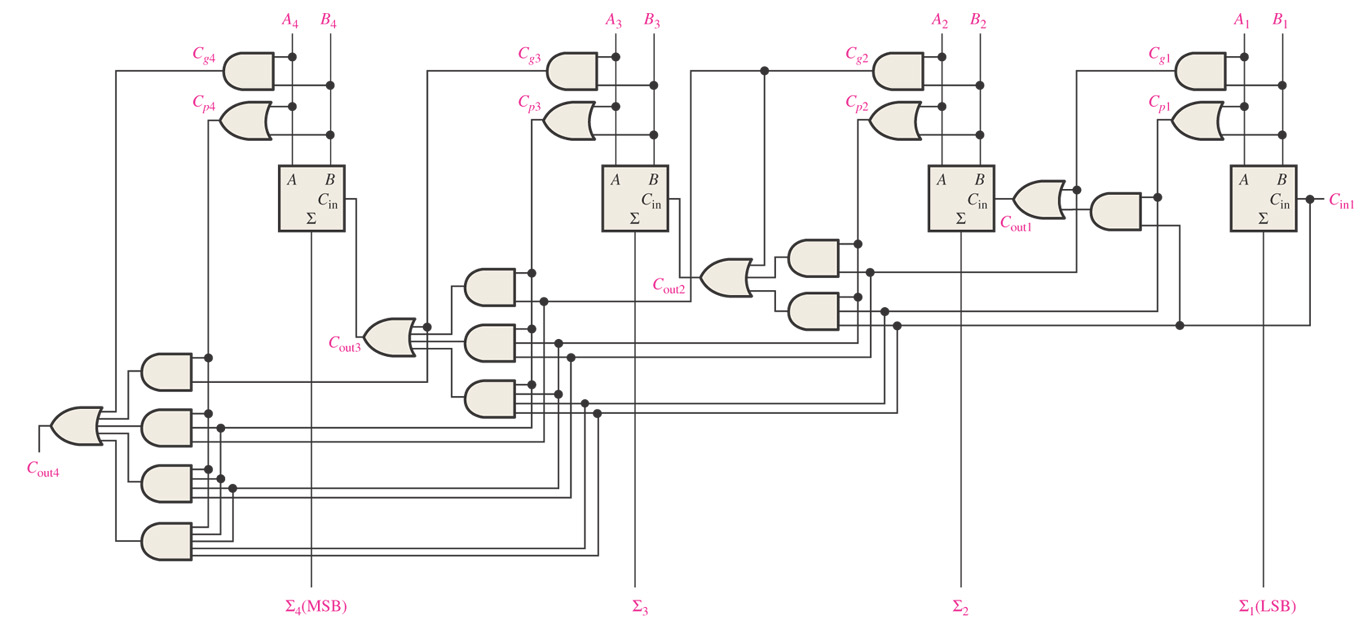 A4 B4 A3 B3 A2 B2 A1 B1
Cg4 Cg3 Cg2 Cg1
Cp4 Cp3 Cp2 Cp1
A B A B A B A B
Cin Cin Cin Cin Cin1
Σ Σ Σ Σ
Cout1
Cout2
Cout3
Cout4
Σ4(MSB) Σ3 Σ2 Σ1(LSB)